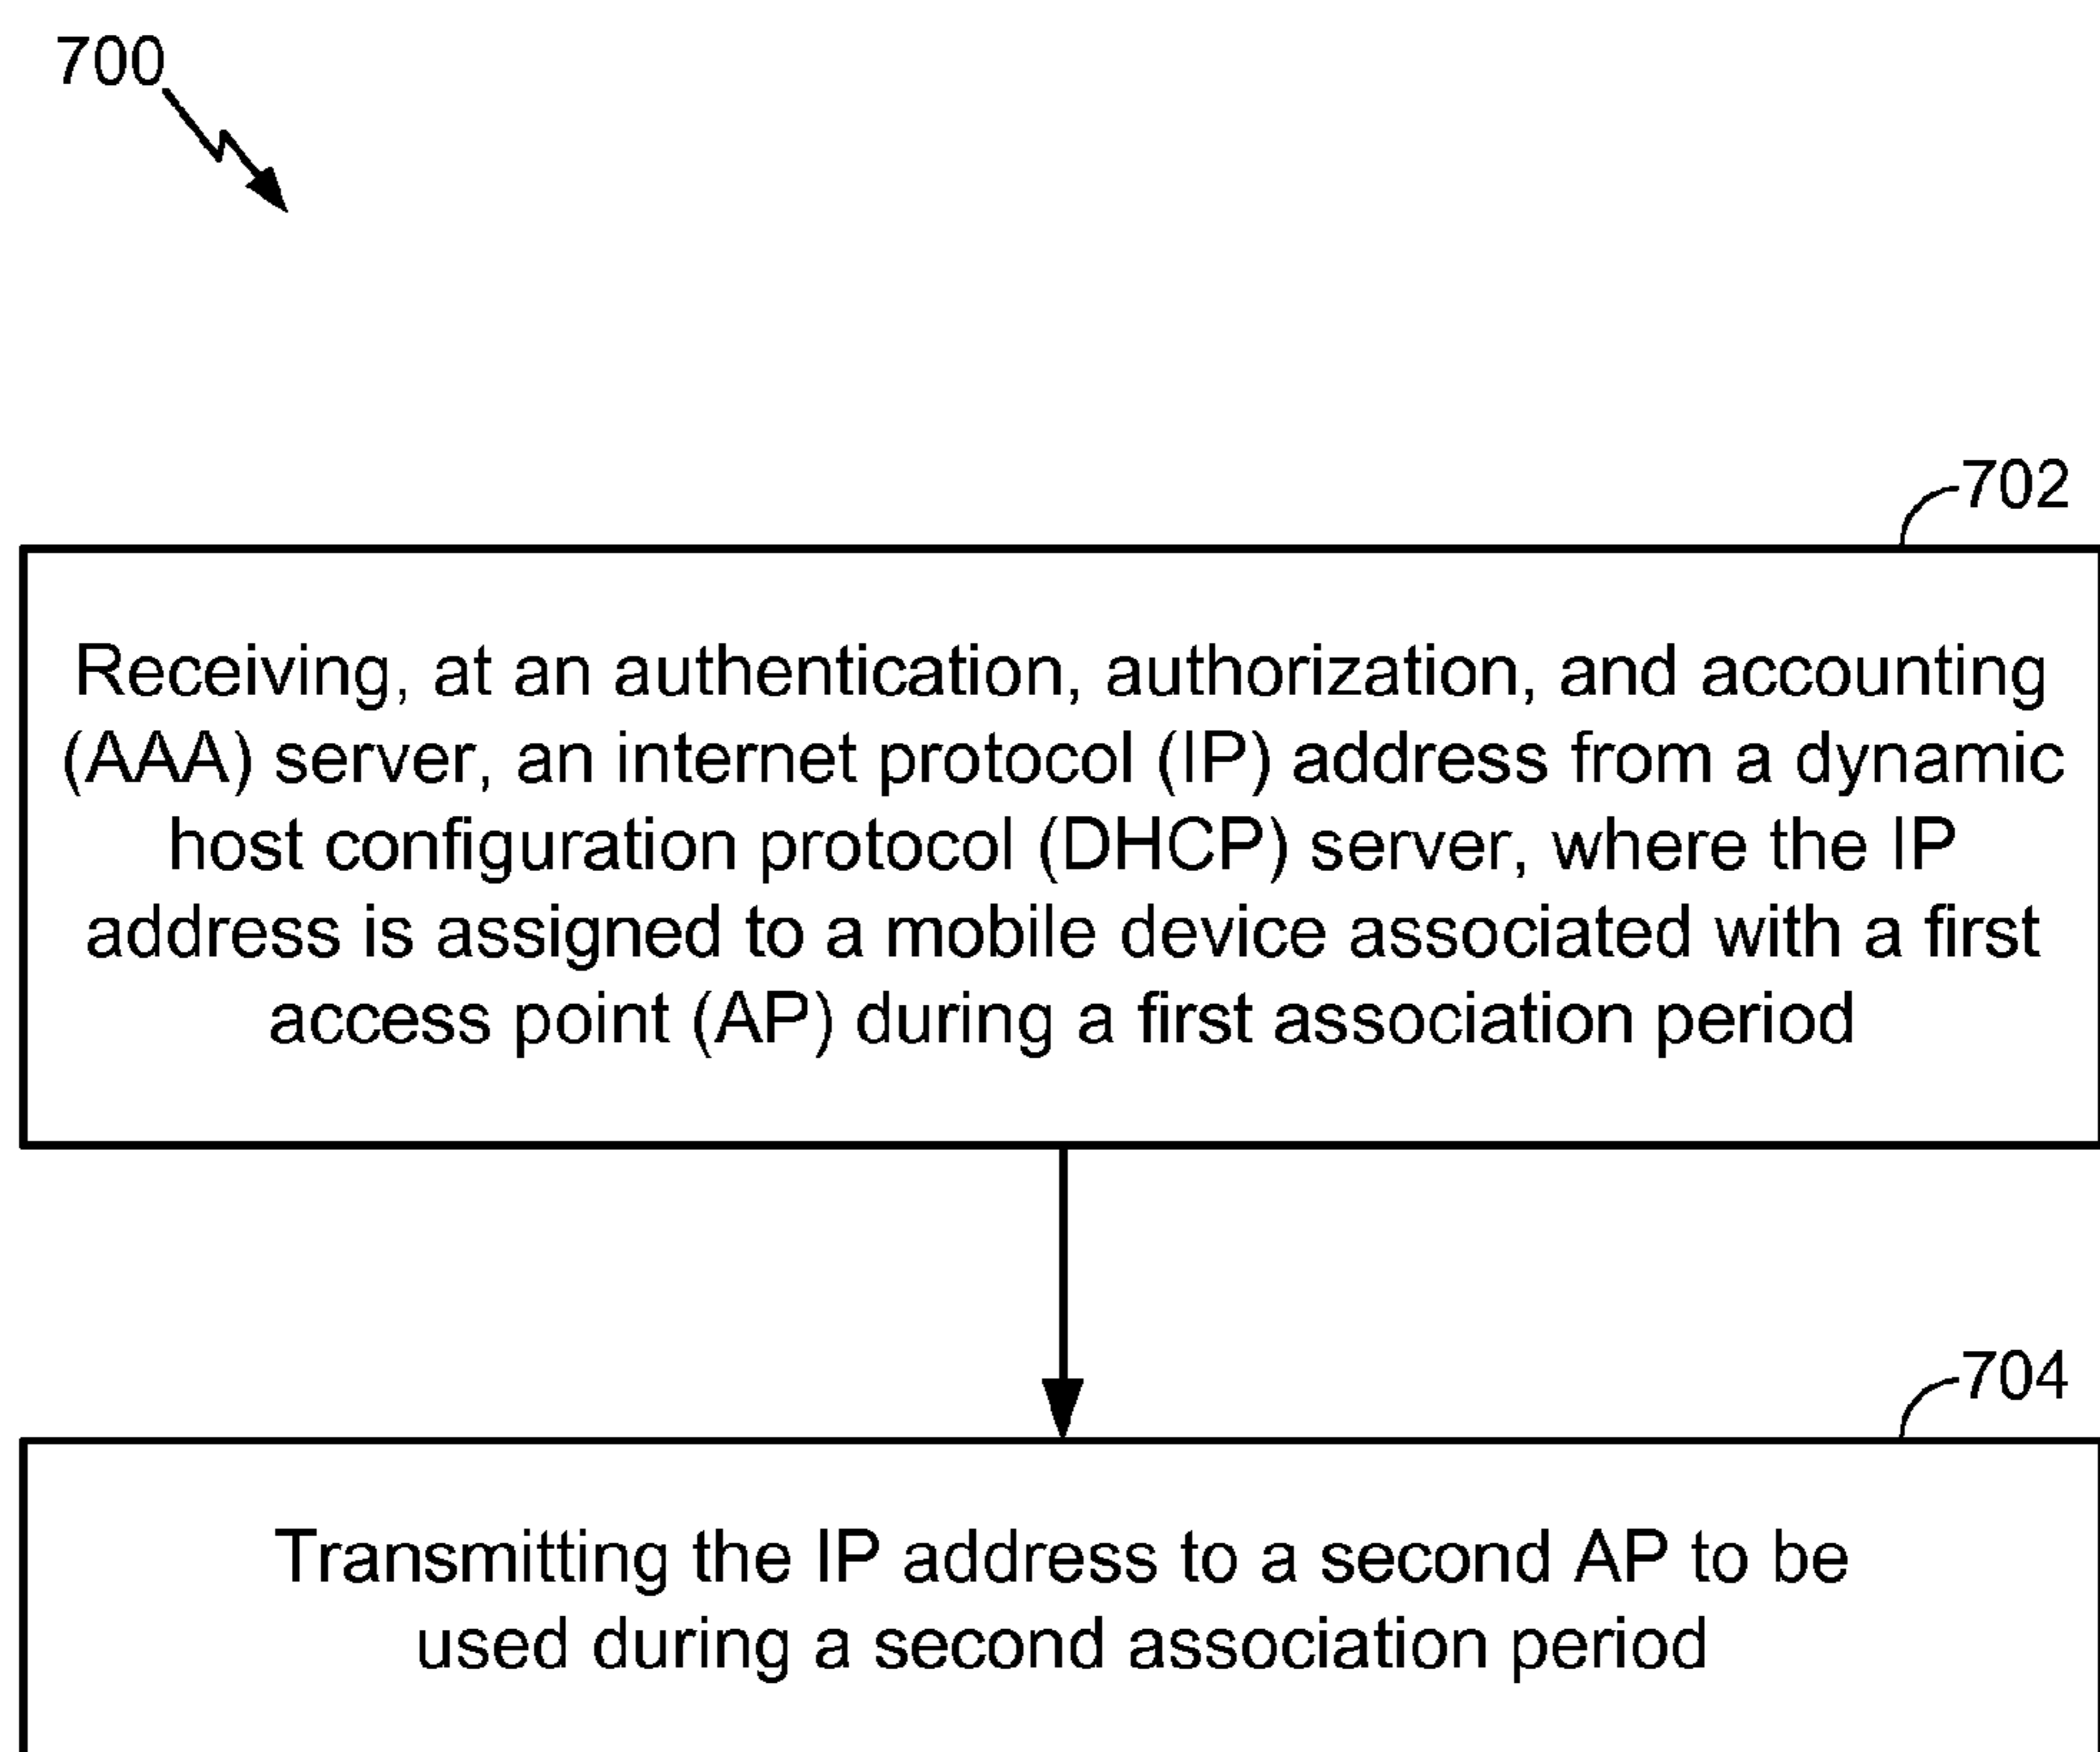 700
702
Receiving, at an authentication, authorization, and accounting
(AAA) server, an internet protocol (IP) address from a dynamic
host configuration protocol (DHCP) server, where the IP
address is assigned to a mobile device associated with a first
access point (AP) during a first association period
704
Transmitting the IP address to a second AP to be
used during a second association period